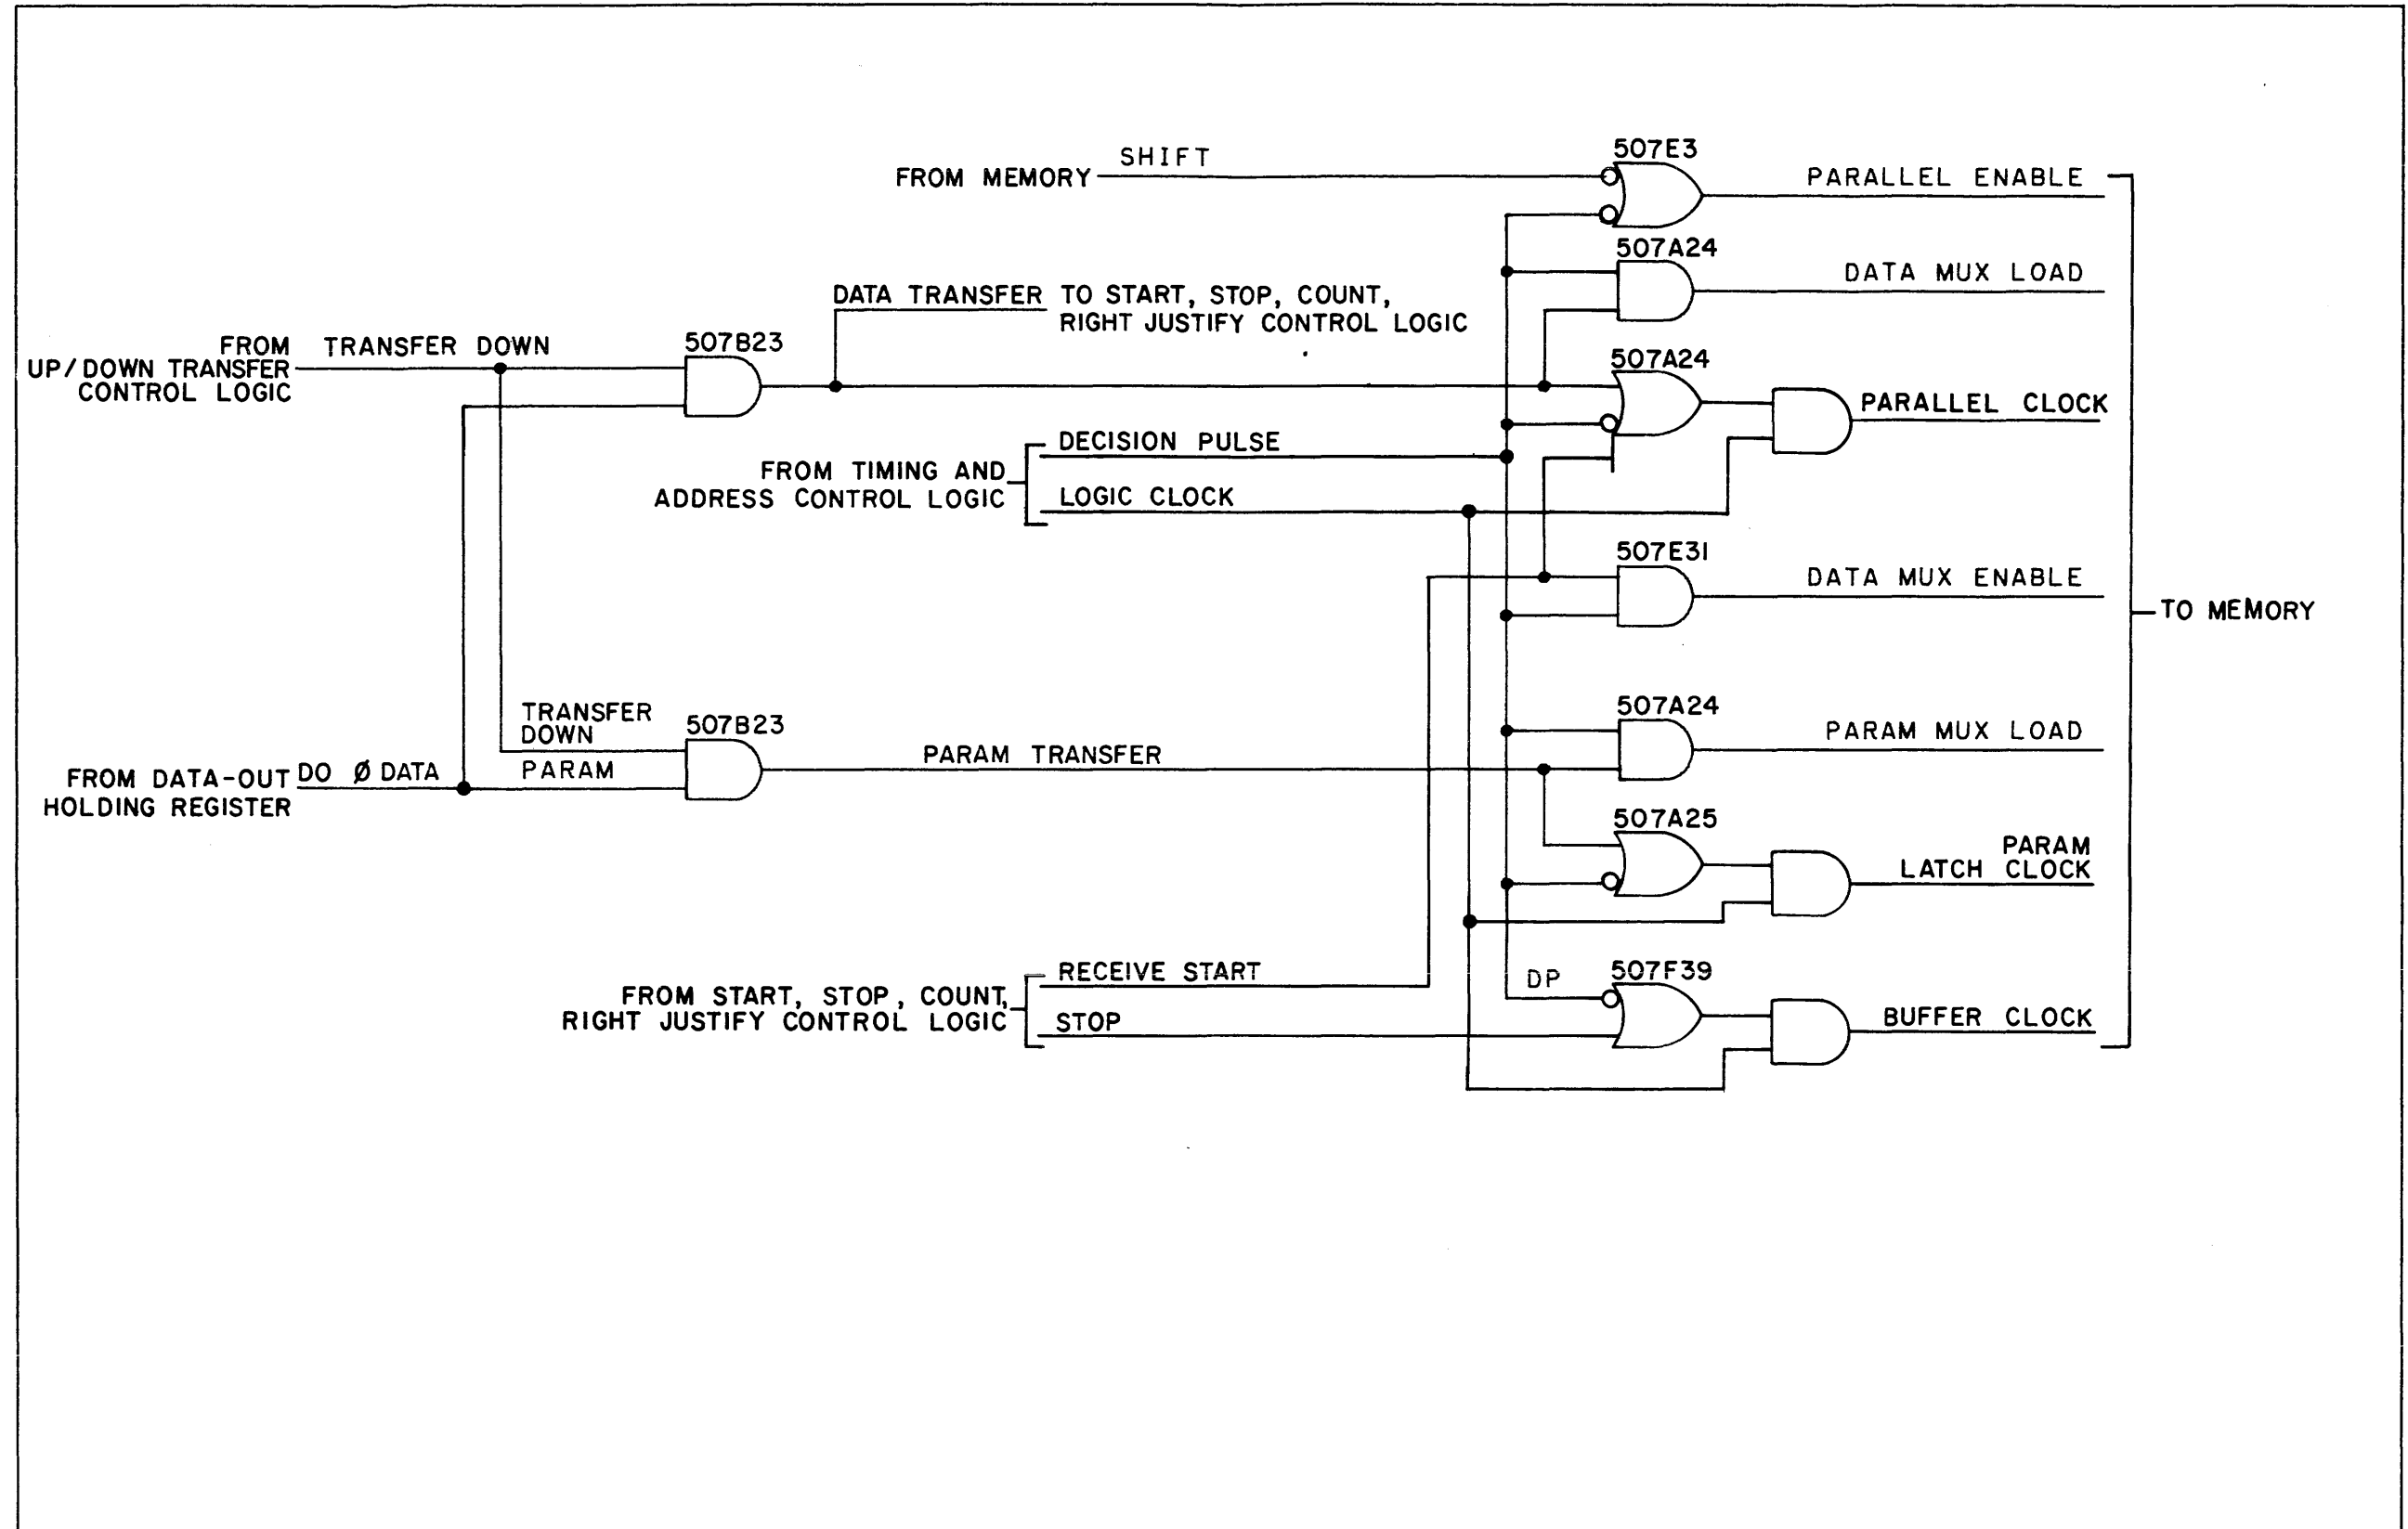 507E3
SHIFT
FROM MEMORY
PARALLEL ENABLE
507A24
DATA MUX LOAD
DATA TRANSFER TO START, STOP, COUNT,
RIGHT JUSTIFY CONTROL LOGIC
FROM
UP/DOWN TRANSFER
CONTROL LOGIC
TRANSFER DOWN
507B23
507A24
PARALLEL CLOCK
DECISION PULSE
FROM TIMING AND
ADDRESS CONTROL LOGIC
LOGIC CLOCK
507E31
DATA MUX ENABLE
TO MEMORY
TRANSFER
DOWN
507B23
PARAM
PARAM TRANSFER
507A24
PARAM MUX LOAD
FROM DATA-OUT
HOLDING REGISTER
DO Ø DATA
507A25
PARAM
LATCH CLOCK
RECEIVE START
FROM START, STOP, COUNT,
RIGHT JUSTIFY CONTROL LOGIC
STOP
DP
507F39
BUFFER CLOCK